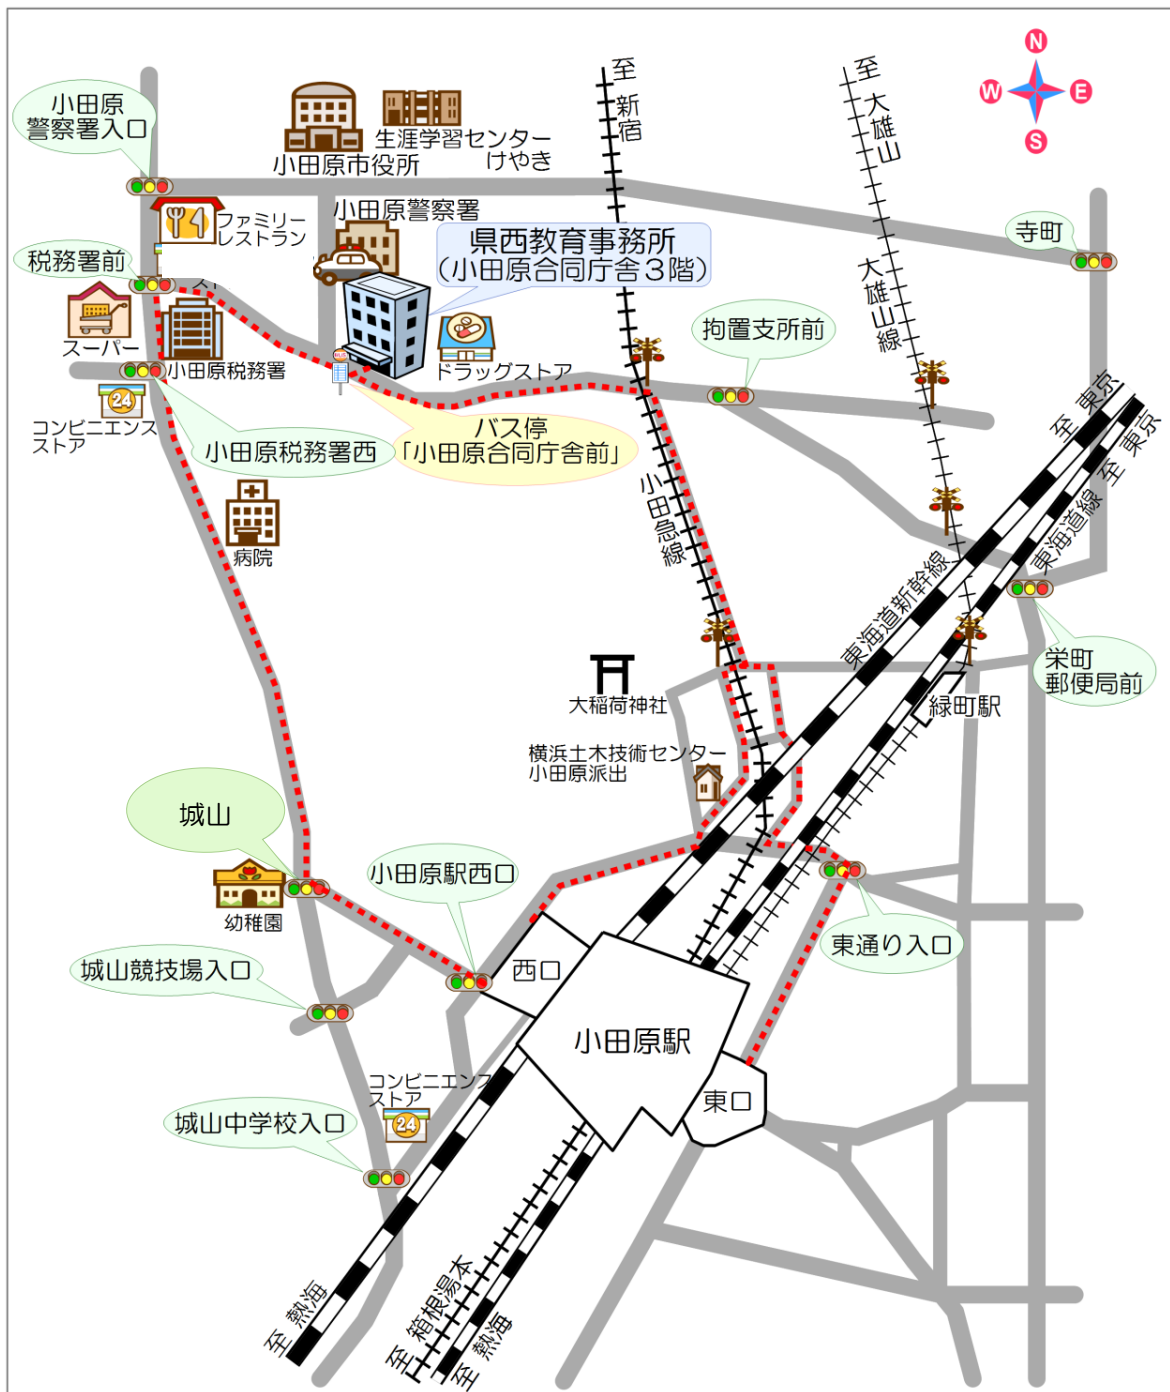 N
W
E
S
小田原
警察署入口
小田原市役所
生涯学習センター
けやき
至 新宿
至 大雄山
ファミリー
レストラン
小田原警察署
県西教育事務所
（小田原合同庁舎３階）
寺町
税務署前
スーパー
小田原税務署
BUS
ドラッグストア
拘置支所前
大雄山線
24
コンビニエンス
ストア
小田原税務署西
バス停
「小田原合同庁舎前」
至 東京
至 東京
小田急線
病院
東海道線
東海道新幹線
大稲荷神社
栄町
郵便局前
緑町駅
横浜土木技術センター
小田原派出
城山
小田原駅西口
幼稚園
東通り入口
城山競技場入口
西口
小田原駅
コンビニエンス
ストア
24
東口
城山中学校入口
至 熱海
至 箱根湯本
至 熱海